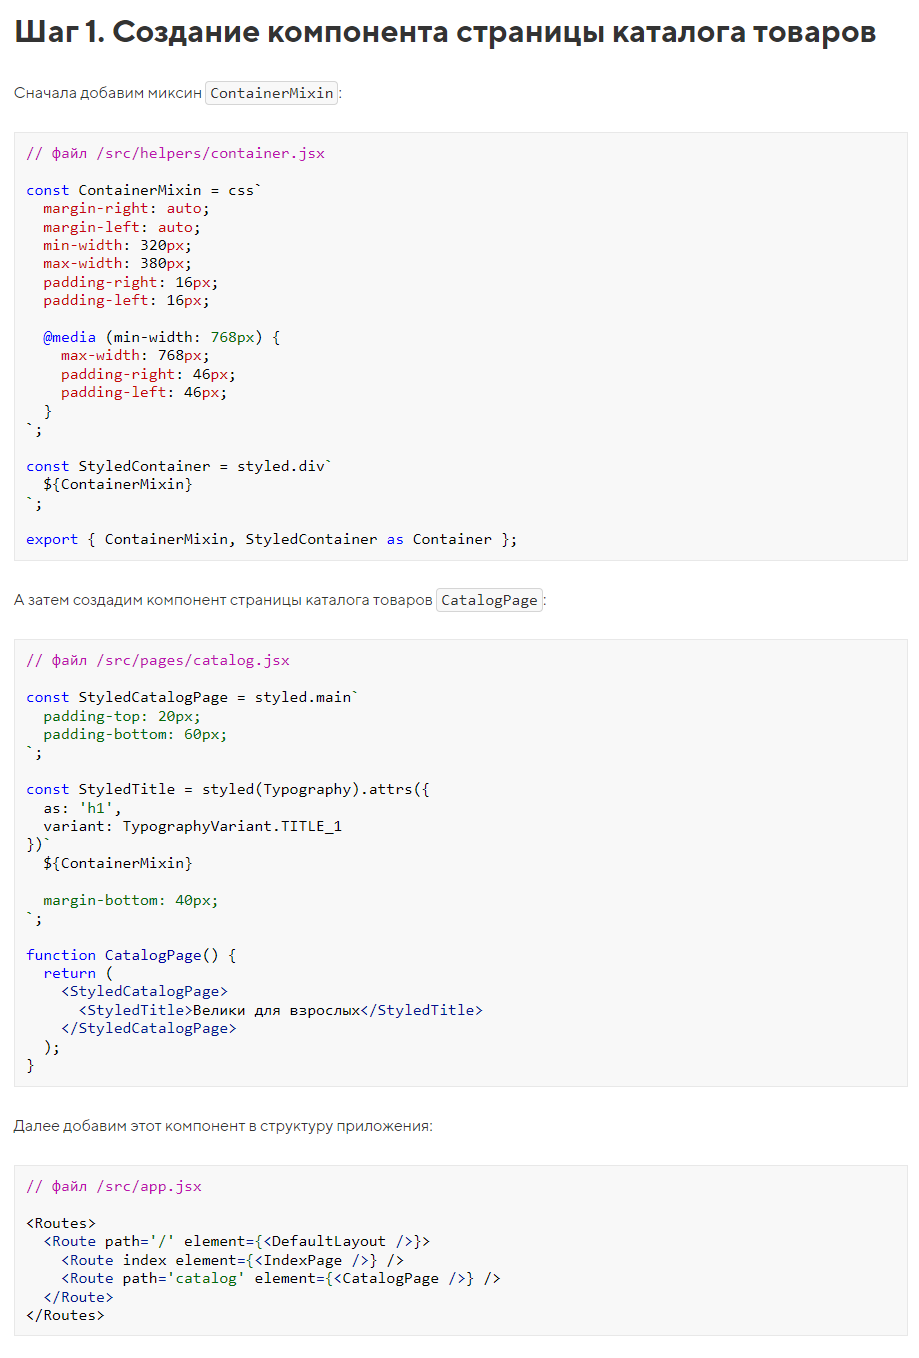 Шаг 1. Создание компонента страницы каталога товаров
Сначала добавим миксин ContainerMixin:
// файл /src/helpers/container.jsx
const ContainerMixin = css`
  margin-right: auto;
  margin-left: auto;
  min-width: 320px;
  max-width: 380px;
  padding-right: 16px;
  padding-left: 16px;
  @media (min-width: 768px) {
    max-width: 768px;
    padding-right: 46px;
    padding-left: 46px;
  }
`;
const StyledContainer = styled.div`
  ${ContainerMixin}
`;
export { ContainerMixin, StyledContainer as Container };
А затем создадим компонент страницы каталога товаров CatalogPage:
// файл /src/pages/catalog.jsx
const StyledCatalogPage = styled.main`
  padding-top: 20px;
  padding-bottom: 60px;
`;
const StyledTitle = styled(Typography).attrs({
  as: 'h1',
  variant: TypographyVariant.TITLE_1
})`
  ${ContainerMixin}
  margin-bottom: 40px;
`;
function CatalogPage() {
  return (
    <StyledCatalogPage>
      <StyledTitle>Велики для взрослых</StyledTitle>
    </StyledCatalogPage>
  );
}
Далее добавим этот компонент в структуру приложения:
// файл /src/app.jsx
<Routes>
  <Route path='/' element={<DefaultLayout />}>
    <Route index element={<IndexPage />} />
    <Route path='catalog' element={<CatalogPage />} />
  </Route>
</Routes>